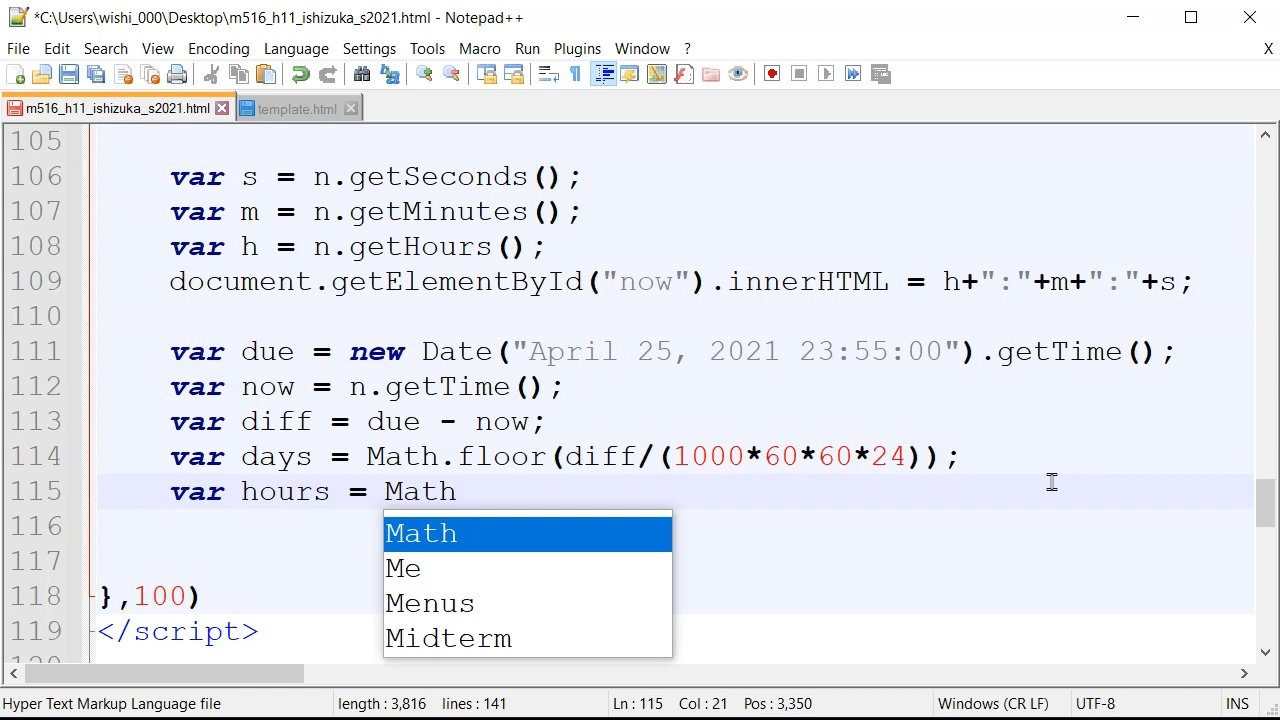 *C:\Users\wishi_000\Desktop\m516_h11_ishizuka_s2021.html - Notepad++
File Edit Search View Encoding Language Settings Tools Macro Run Plugins Window ? X
m516_h11_ishizuka_s2021.html template.html
105
106 var s = n.getSeconds();
107 var m = n.getMinutes();
108 var h = n.getHours();
109 document.getElementById("now").innerHTML = h+":"+m+":"+s;
110
111 var due = new Date("April 25, 2021 23:55:00").getTime();
112 var now = n.getTime();
113 var diff = due - now;
114 var days = Math.floor(diff/(1000*60*60*24));
115 var hours = Math
116 Math
117 Me
118 },100) Menus
119 </script> Midterm
120
Hyper Text Markup Language file length : 3,816 lines : 141 Ln : 115 Col : 21 Pos : 3,350 Windows (CR LF) UTF-8 INS